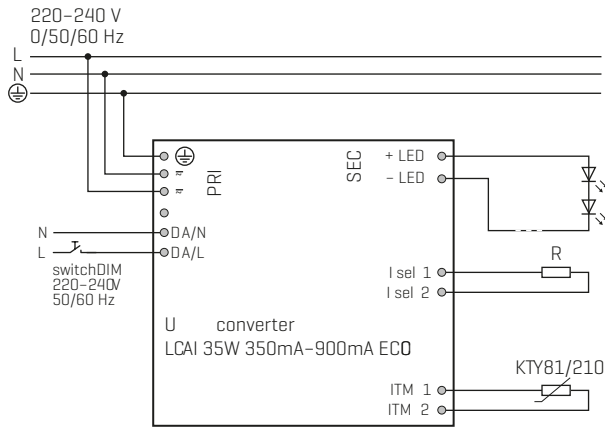 220–240 V
0/50/60 Hz
L
N
PRI
SEC
+ LED
– LED
N
DA/N
L
DA/L
switchDIM
220–240V
50/60 Hz
I sel 1
R
I sel 2
U converter
LCAI 35W 350mA–900mA ECO
KTY81/210
ITM 1
ITM 2